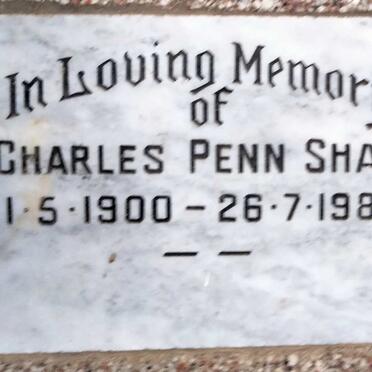 In Loving Memor
of
CHARLES PENN SHA
1·5·1900 – 26·7·198
– –